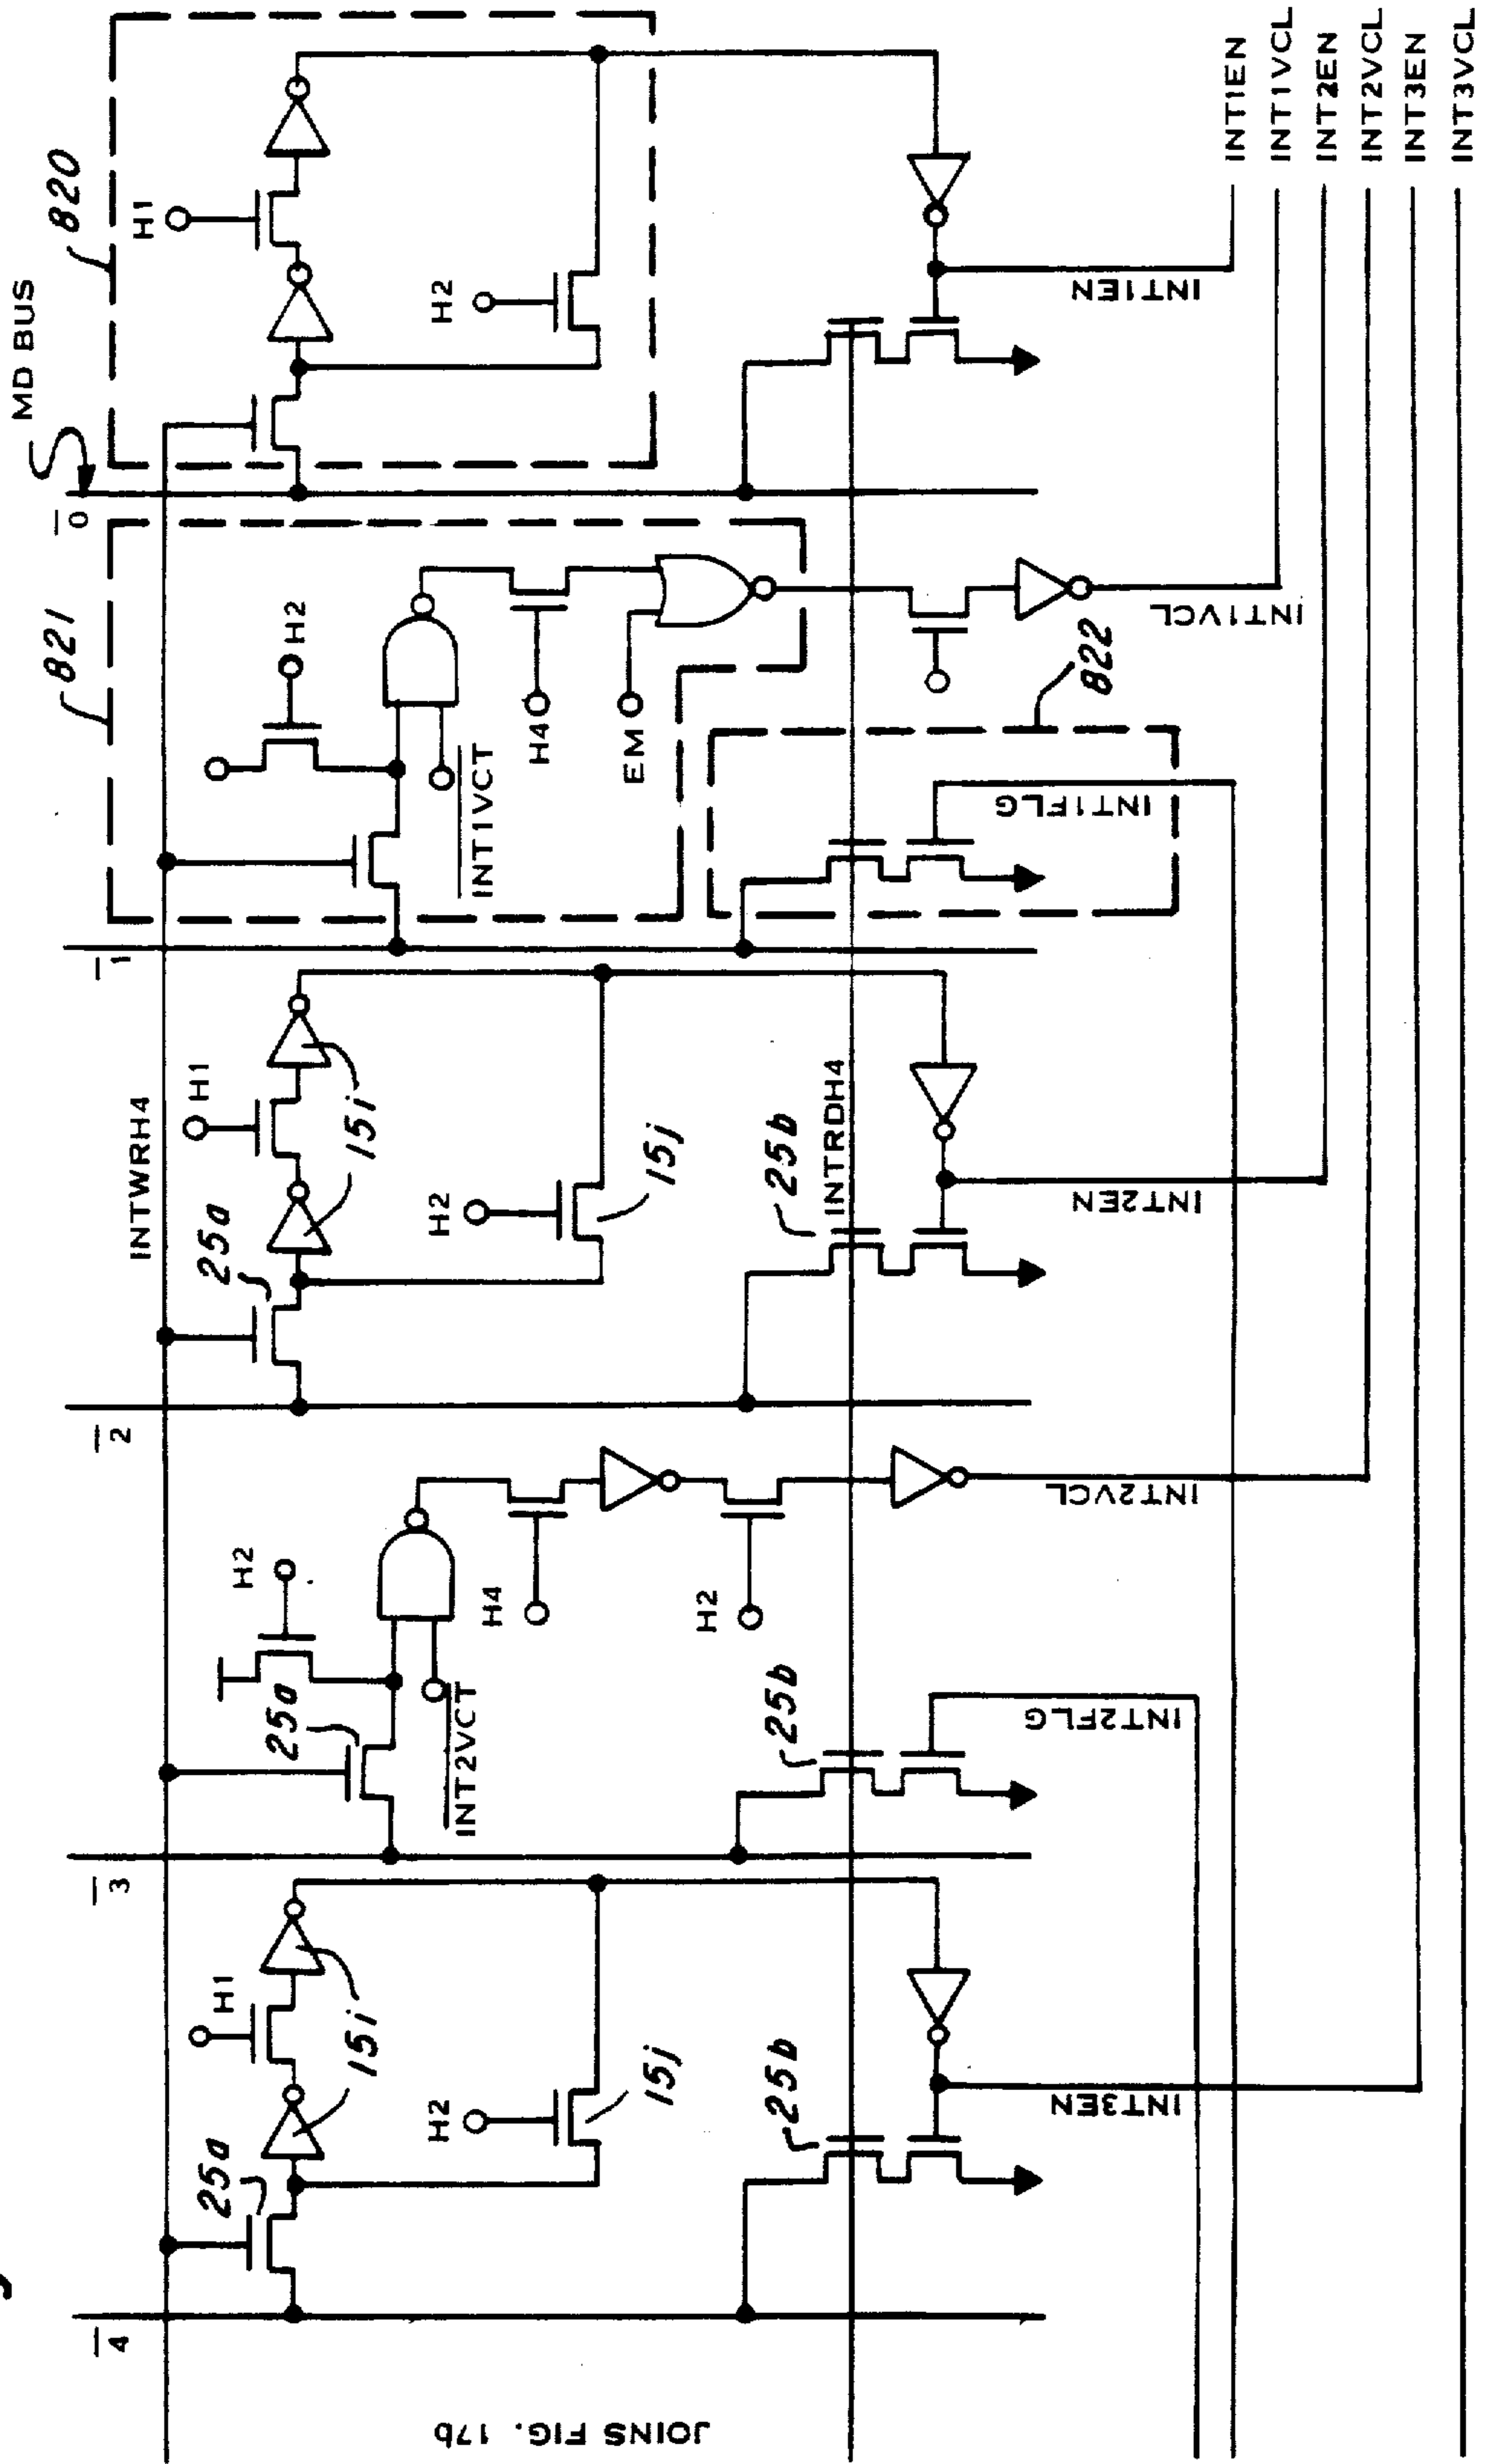 MD BUS
820
821
822
H1
H2
INT1EN
0
H2
INT1VCT
H4
EM
INT1VCL
INT1FLG
1
INTWRH4
INTRDH4
H1
15i
25a
H2
15j
25b
INT2EN
2
H2
25a
INT2VCT
H4
H2
INT2VCL
25b
INT2FLG
3
H1
15i
25a
H2
15j
25b
INT3EN
4
INT1EN
INT1VCL
INT2EN
INT2VCL
INT3EN
INT3VCL
JOINS FIG. 17b